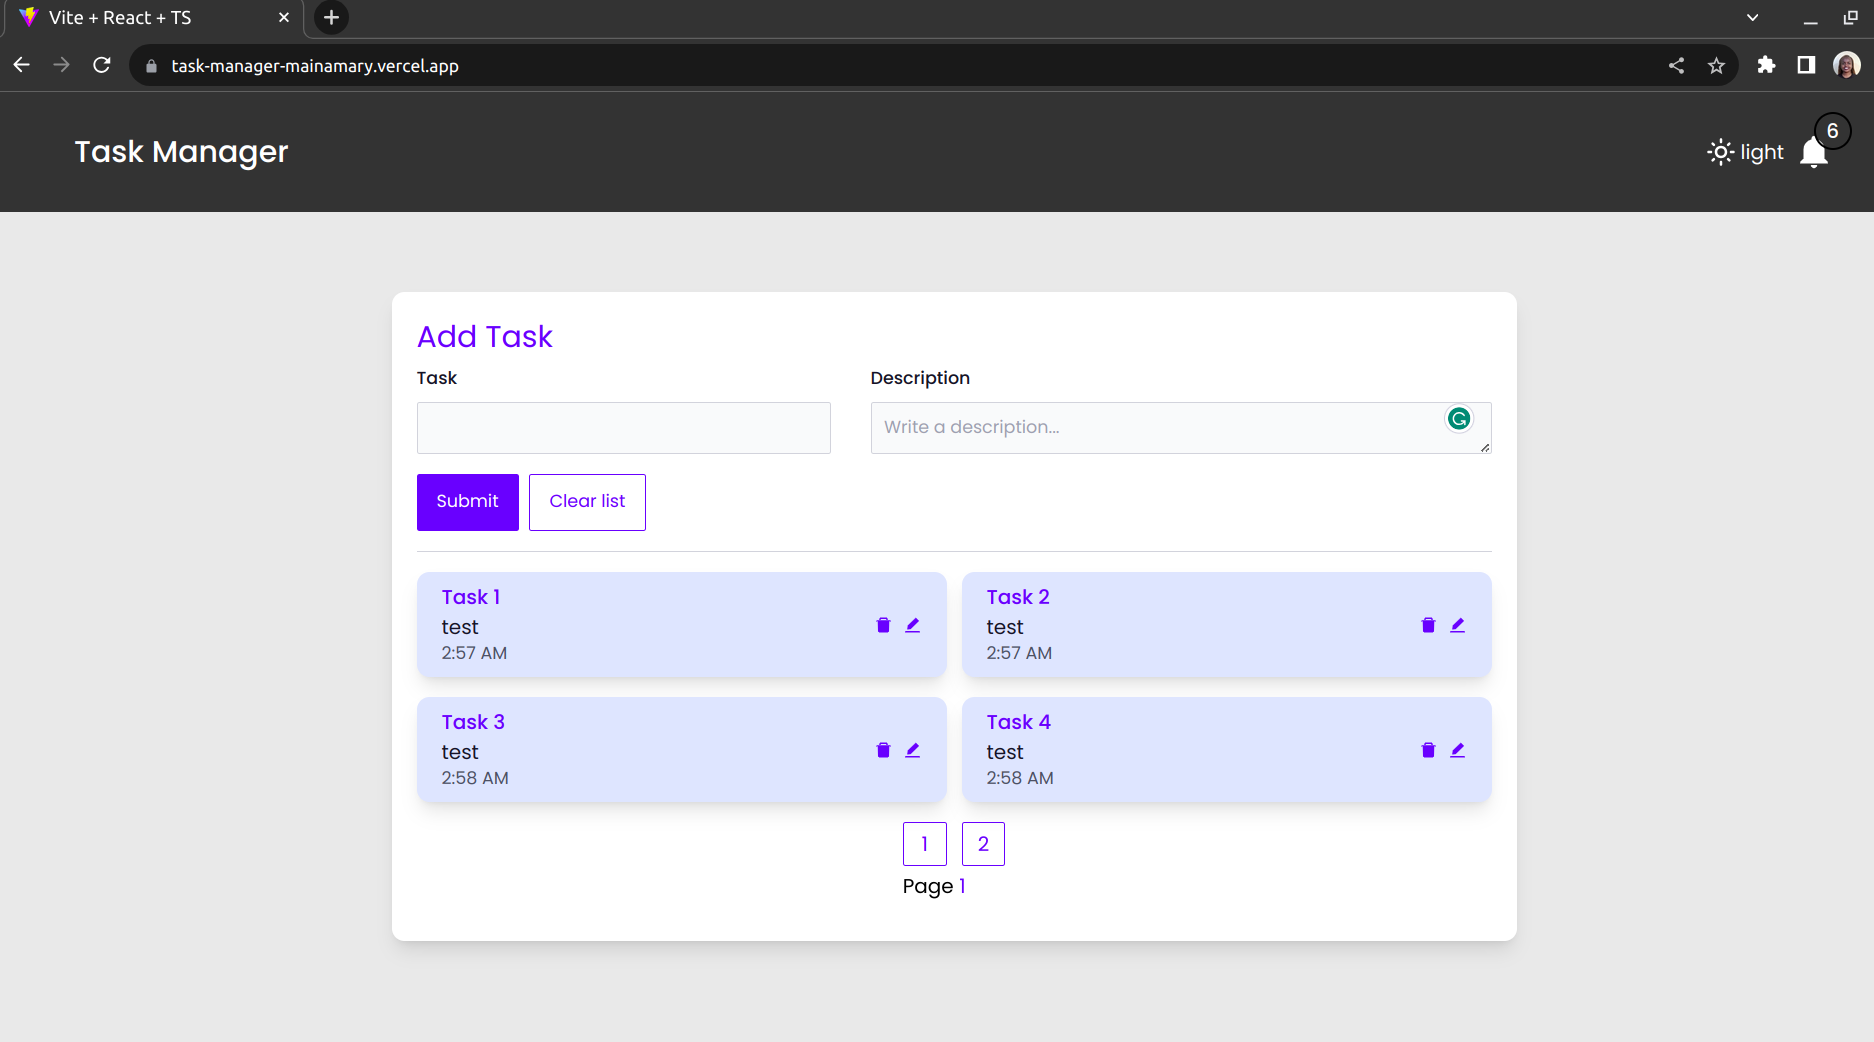 Vite + React + TS
task-manager-mainamary.vercel.app
Task Manager
light
6
Add Task
Task
Description
Write a description...
Submit
Clear list
Task 1
test
2:57 AM
Task 2
test
2:57 AM
Task 3
test
2:58 AM
Task 4
test
2:58 AM
1
2
Page 1